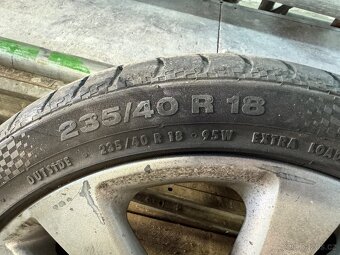 235/40 R 18
OUTSIDE 235/40 R 18 · 95W EXTRA LOAD